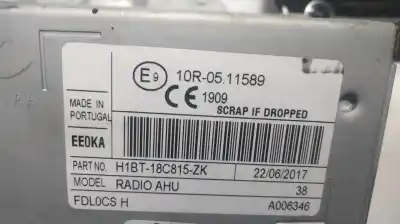 E9 10R-05.11589
CE 1909
SCRAP IF DROPPED
MADE IN
PORTUGAL
EEOKA
PART NO. H1BT-18C815-ZK 22/06/2017
MODEL RADIO AHU 38
FDL0CS H A006346